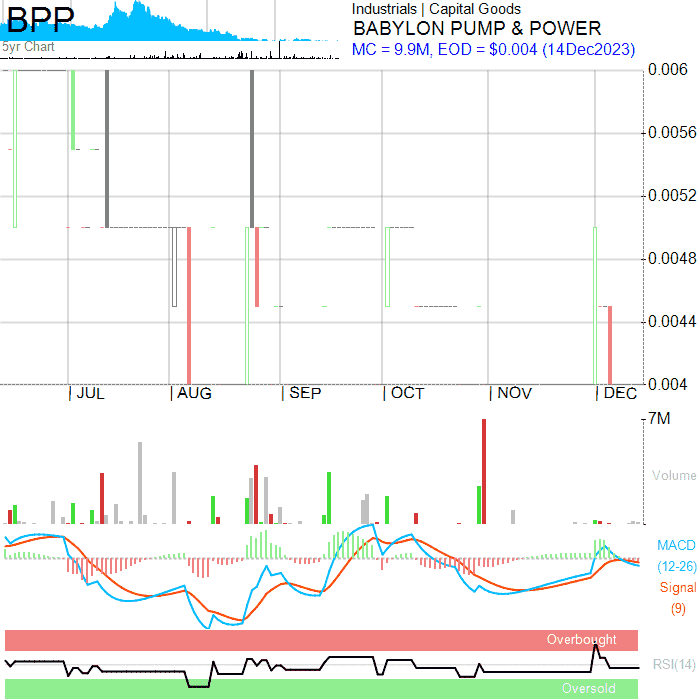 BPP
5yr Chart
Industrials | Capital Goods
BABYLON PUMP & POWER
MC = 9.9M, EOD = $0.004 (14Dec2023)
0.006
0.0056
0.0052
0.0048
0.0044
0.004
| JUL | AUG | SEP | OCT | NOV | DEC
7M
Volume
MACD
(12-26)
Signal
(9)
Overbought
RSI(14)
Oversold